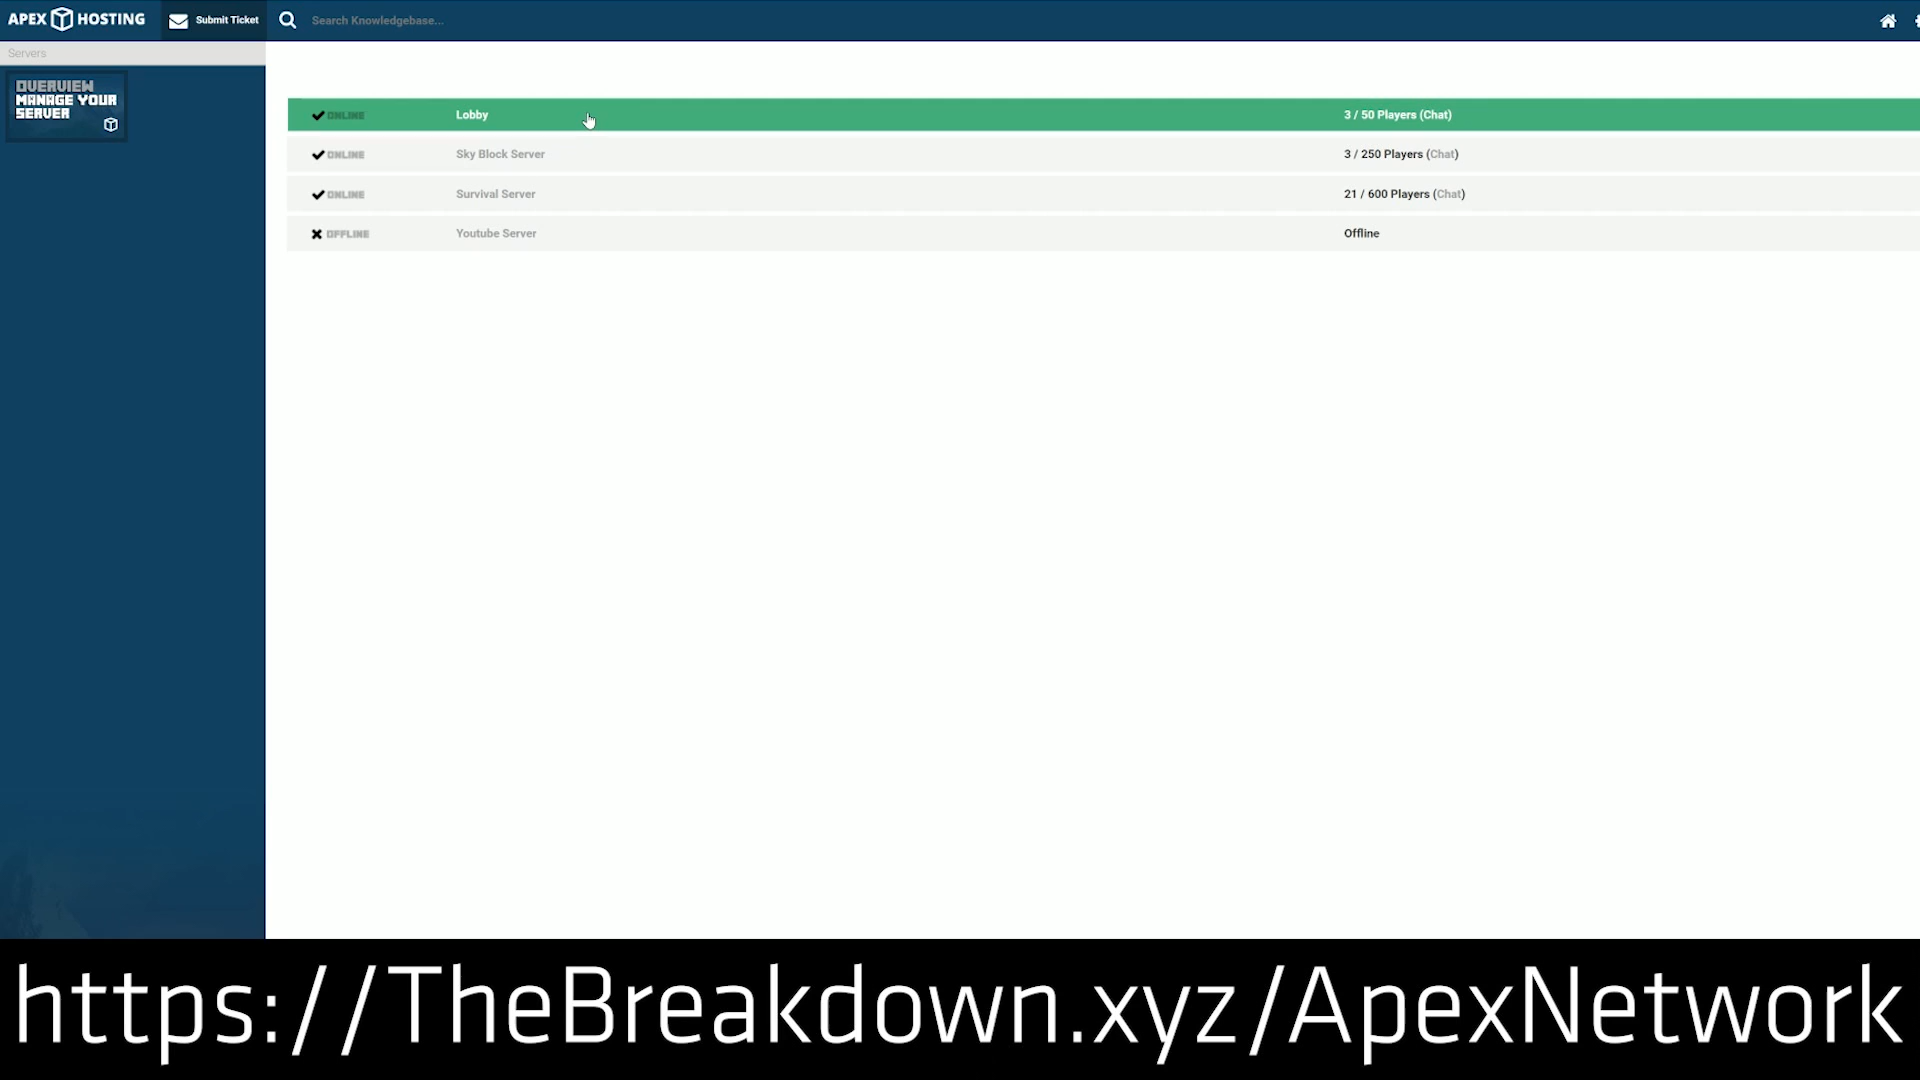 APEX HOSTING
Submit Ticket
Search Knowledgebase...
Servers
OVERVIEW
MANAGE YOUR
SERVER
ONLINE Lobby 3 / 50 Players (Chat)
ONLINE Sky Block Server 3 / 250 Players (Chat)
ONLINE Survival Server 21 / 600 Players (Chat)
OFFLINE Youtube Server Offline
https://TheBreakdown.xyz/ApexNetwork